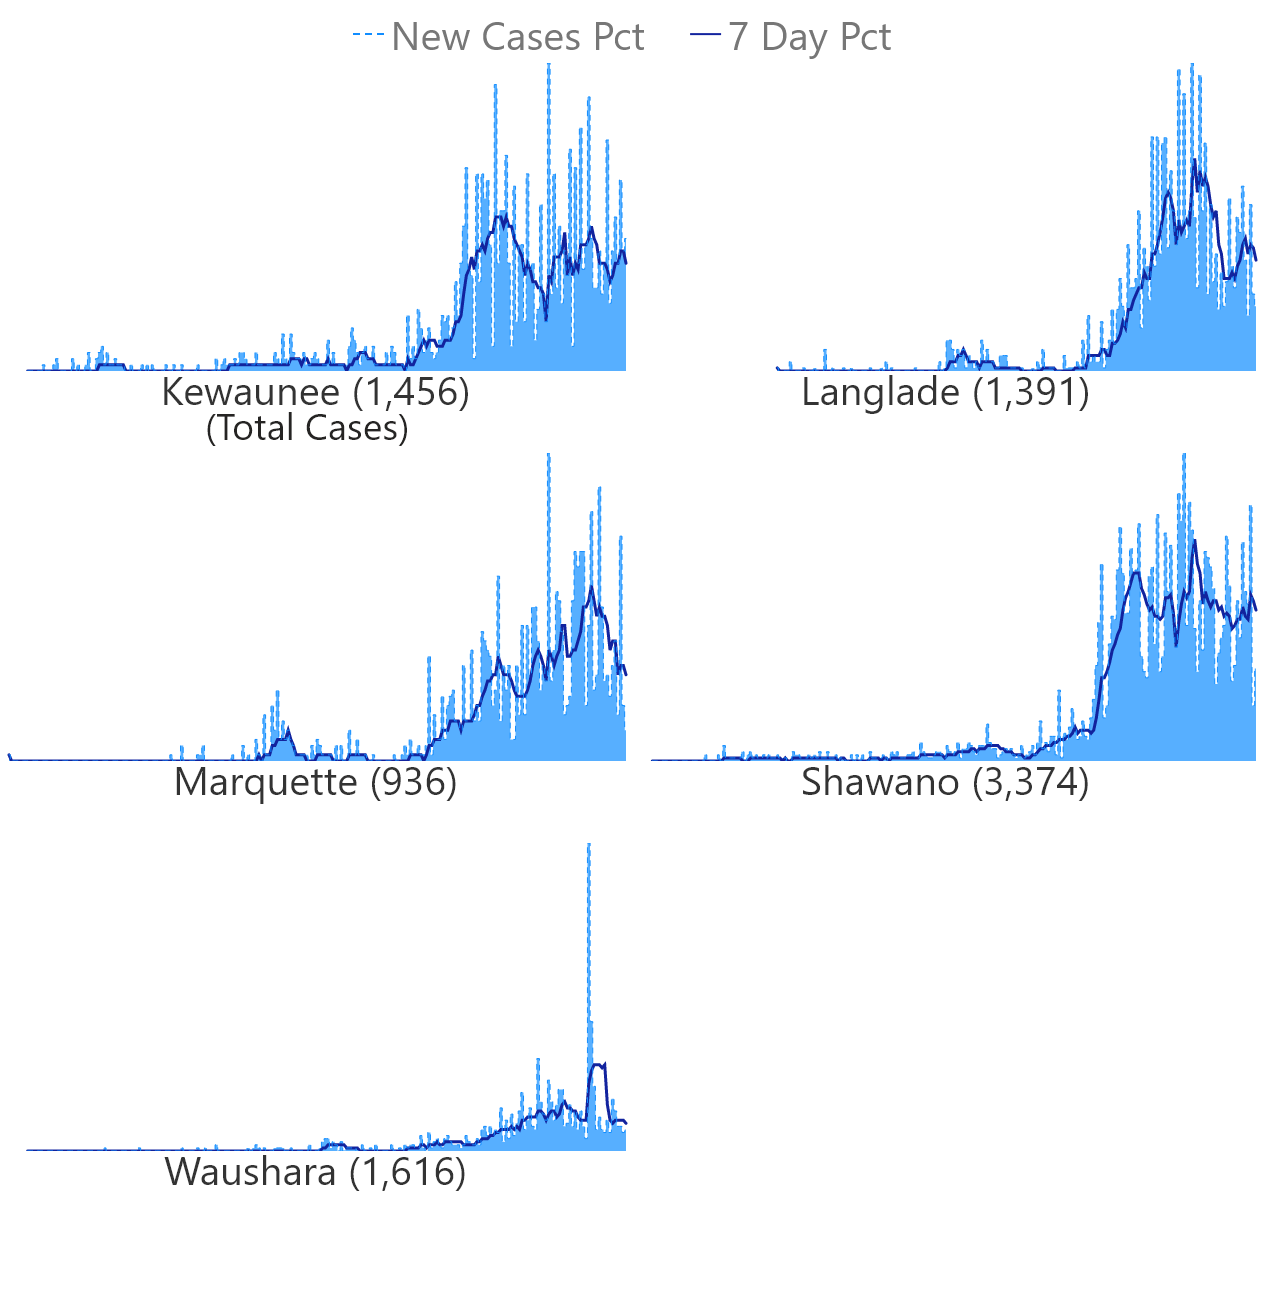 New Cases Pct 7 Day Pct
Kewaunee (1,456) Langlade (1,391)
(Total Cases)
Marquette (936) Shawano (3,374)
Waushara (1,616)